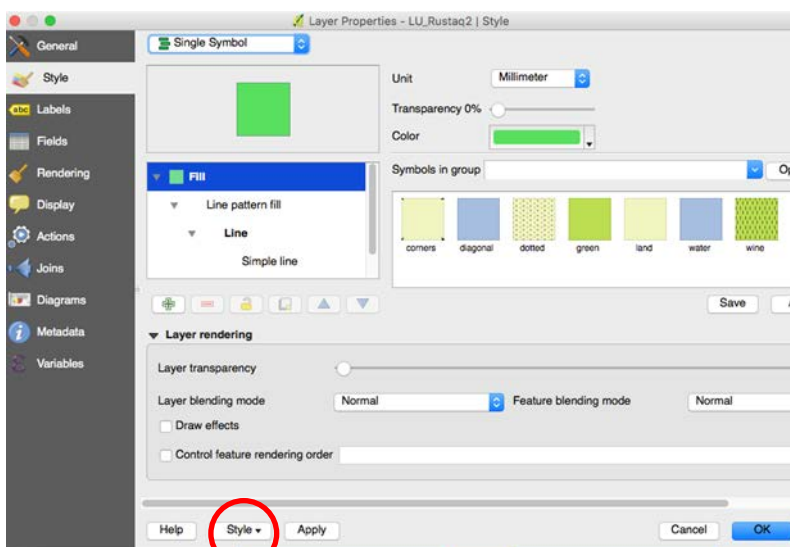 Layer Properties - LU_Rustaq2 | Style
General
Style
Labels
Fields
Rendering
Display
Actions
Joins
Diagrams
Metadata
Variables
Single Symbol
Unit
Millimeter
Transparency 0%
Color
Fill
Line pattern fill
Line
Simple line
Symbols in group
Op
corners diagonal dotted green land water wine
Save
Layer rendering
Layer transparency
Layer blending mode
Normal
Feature blending mode
Normal
Draw effects
Control feature rendering order
Help
Style
Apply
Cancel
OK